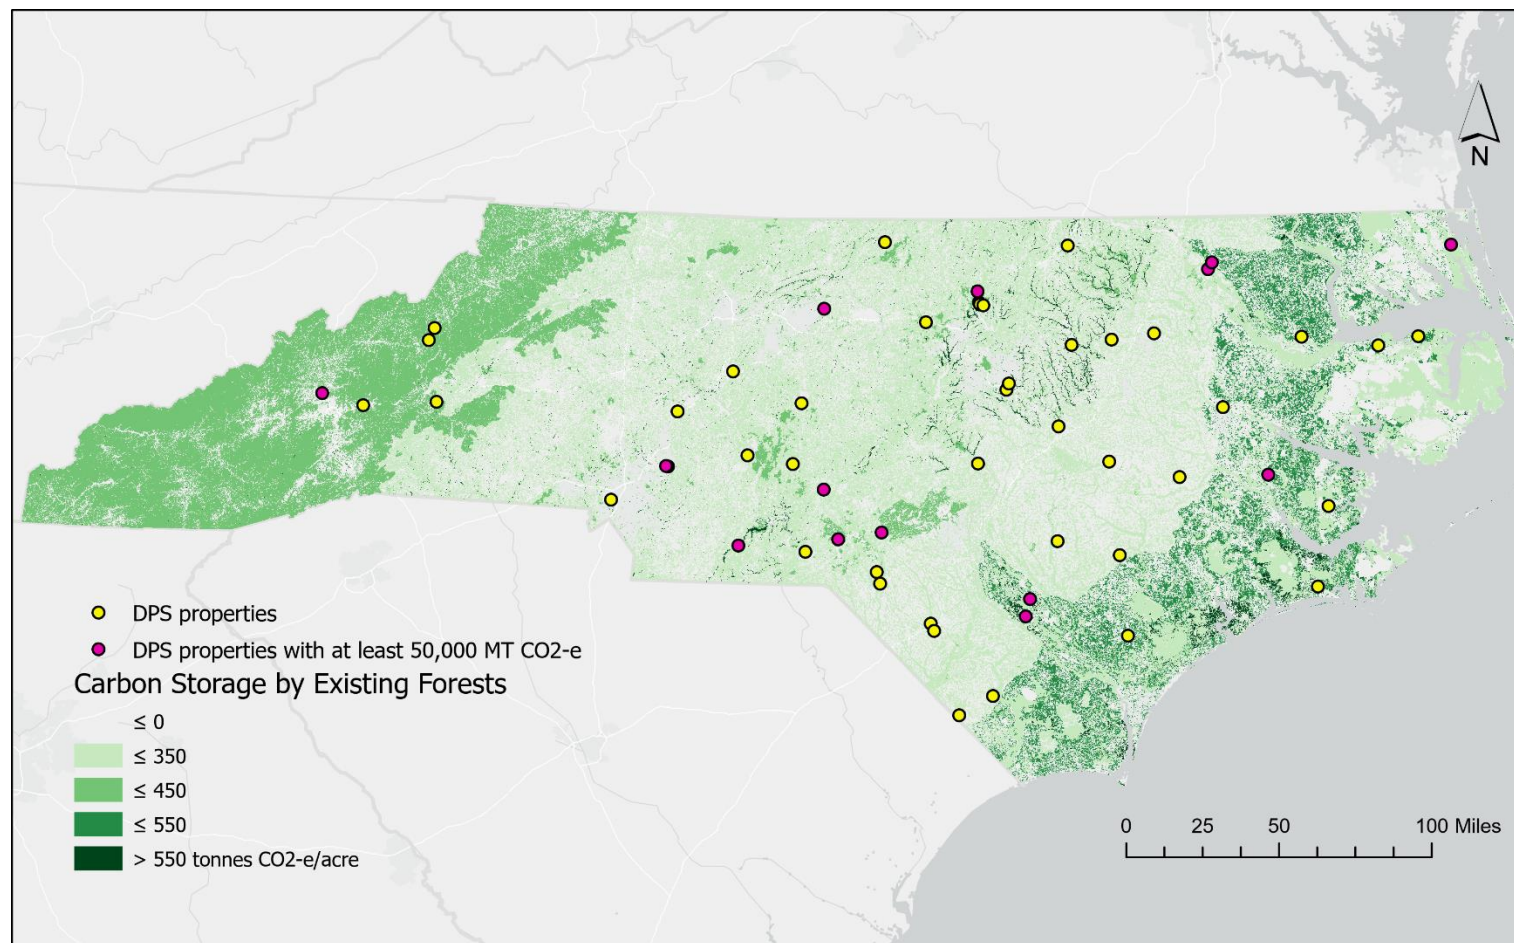 N
DPS properties
DPS properties with at least 50,000 MT CO2-e
Carbon Storage by Existing Forests
≤ 0
≤ 350
≤ 450
≤ 550
> 550 tonnes CO2-e/acre
0 25 50 100 Miles